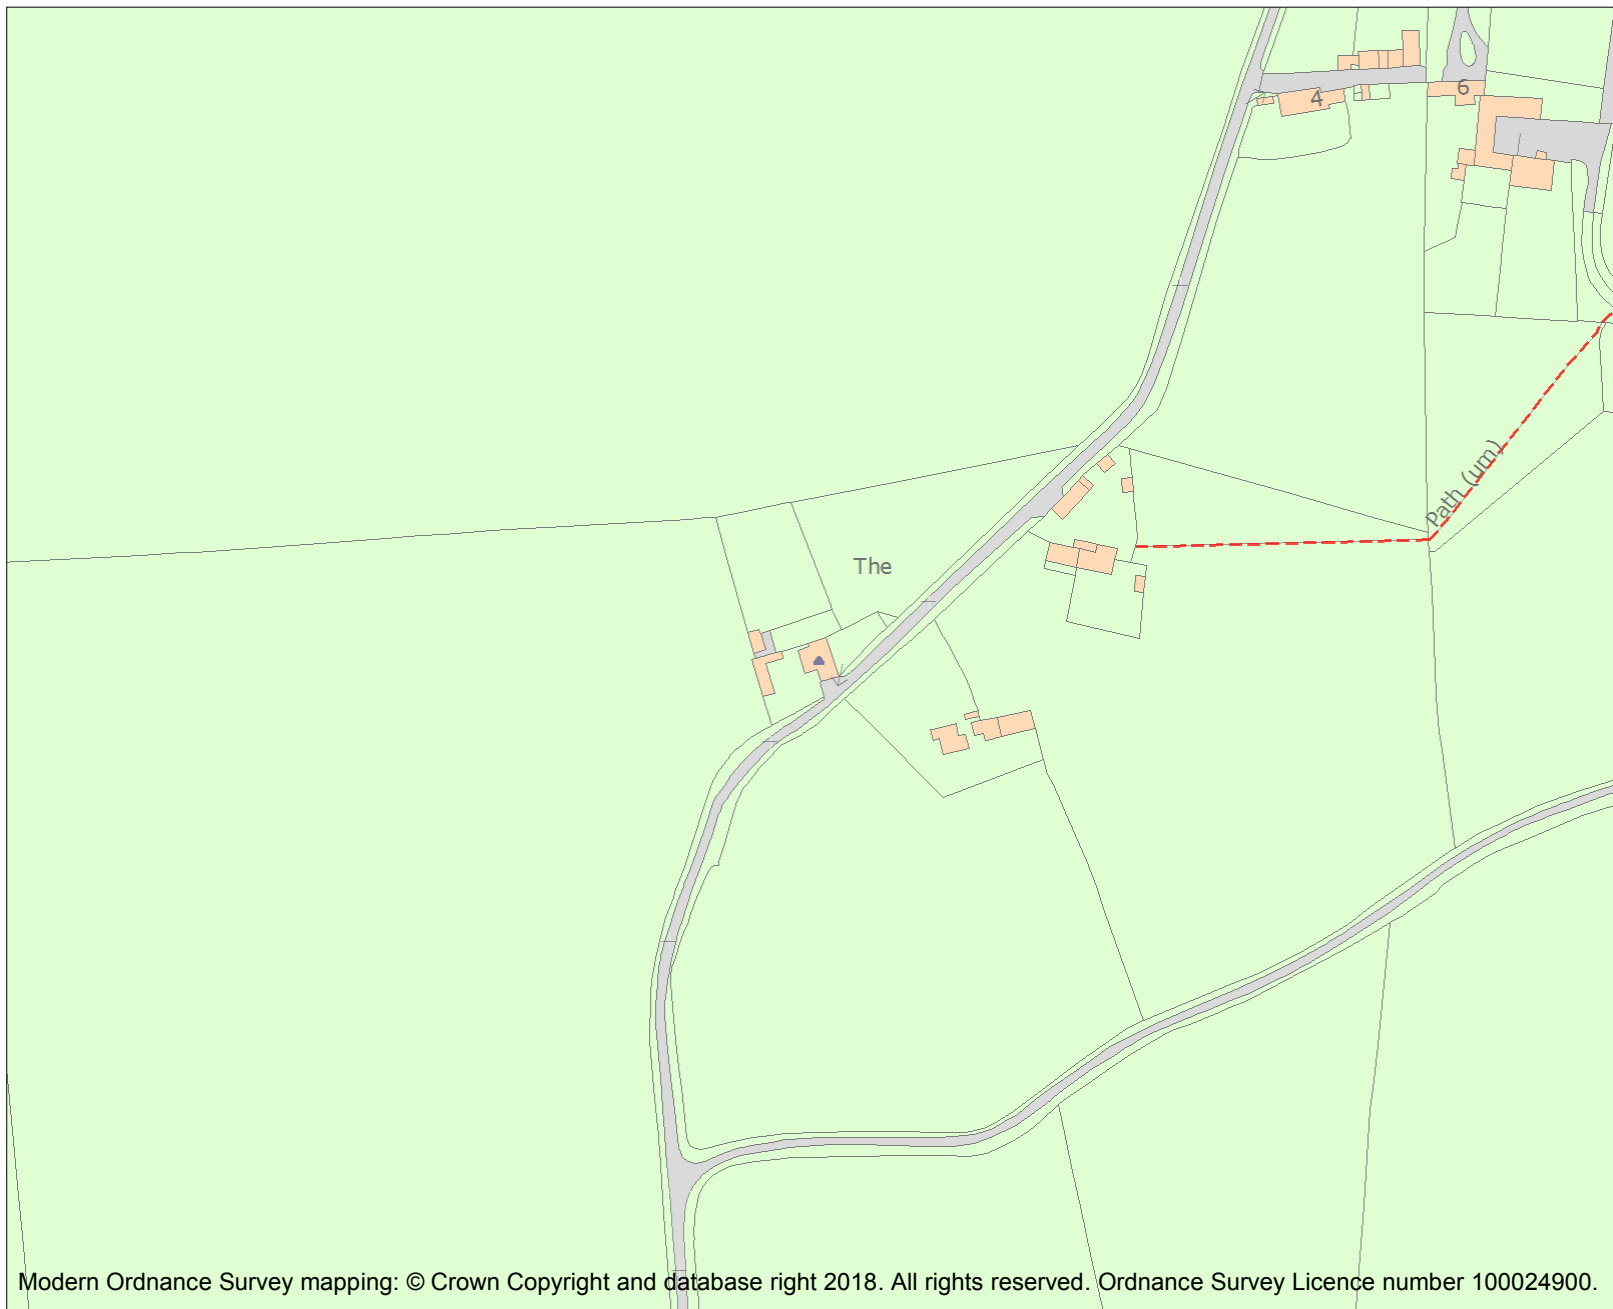 4
6
Path (um)
The
Modern Ordnance Survey mapping: © Crown Copyright and database right 2018. All rights reserved. Ordnance Survey Licence number 100024900.